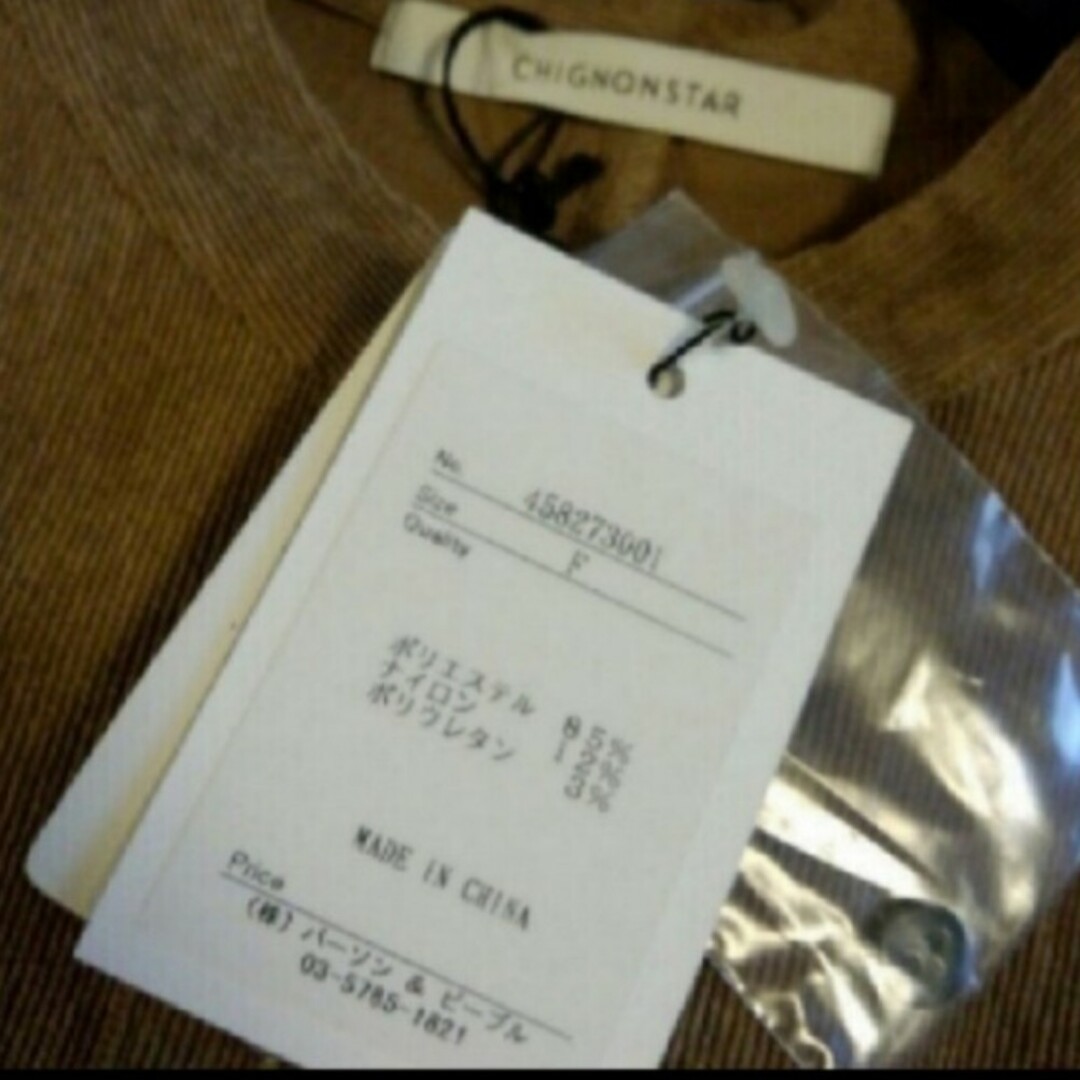 CHIGNONSTAR
No. 458273901
Size F
Quality
ポリエステル 85%
ナイロン 12%
ポリウレタン 3%
MADE IN CHINA
Price
(株) パーソン & ピープル
03-5785-1821